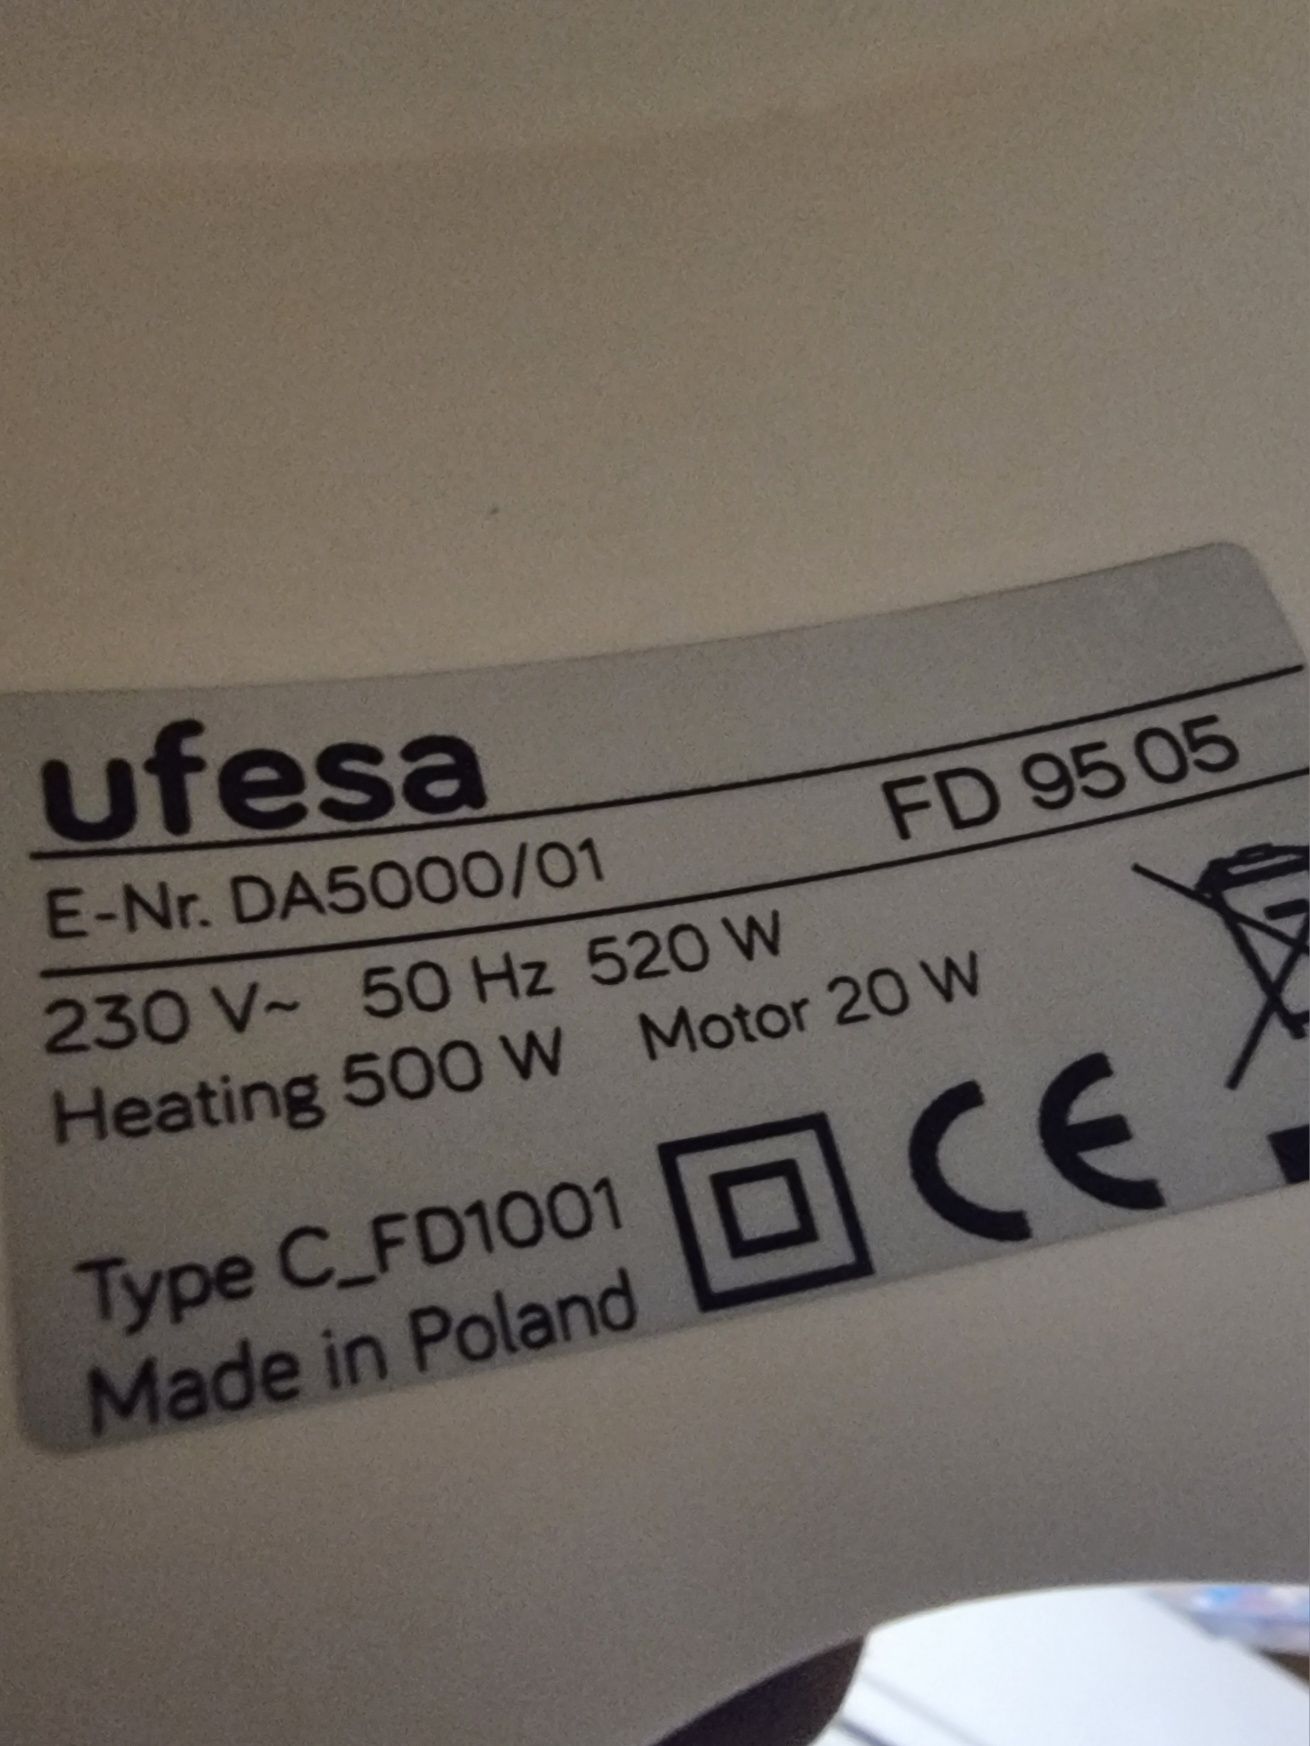 ufesa
E-Nr. DA5000/01 FD 95 05
230 V~ 50 Hz 520 W
Heating 500 W Motor 20 W
Type C_FD1001
Made in Poland
CE